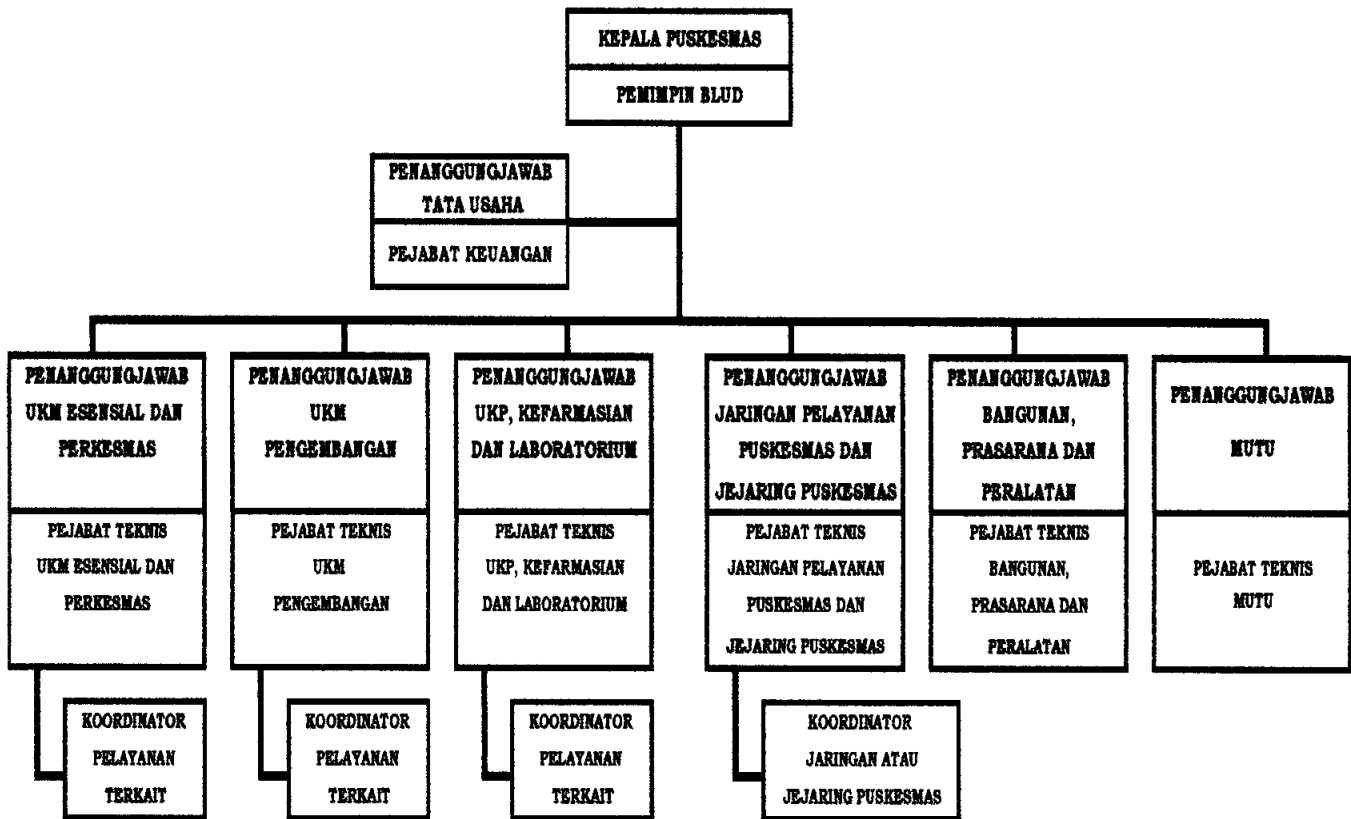 KEPALA PUSKESMAS
PEMIMPIN BLUD
PENANGGUNGJAWAB
TATA USAHA
PEJABAT KEUANGAN
PENANGGUNGJAWAB
UKM ESENSIAL DAN
PERKESMAS
PEJABAT TEKNIS
UKM ESENSIAL DAN
PERKESMAS
KOORDINATOR
PELAYANAN
TERKAIT
PENANGGUNGJAWAB
UKM
PENGEMBANGAN
PEJABAT TEKNIS
UKM
PENGEMBANGAN
KOORDINATOR
PELAYANAN
TERKAIT
PENANGGUNGJAWAB
UKP, KEFARMASIAN
DAN LABORATORIUM
PEJABAT TEKNIS
UKP, KEFARMASIAN
DAN LABORATORIUM
KOORDINATOR
PELAYANAN
TERKAIT
PENANGGUNGJAWAB
JARINGAN PELAYANAN
PUSKESMAS DAN
JEJARING PUSKESMAS
PEJABAT TEKNIS
JARINGAN PELAYANAN
PUSKESMAS DAN
JEJARING PUSKESMAS
KOORDINATOR
JARINGAN ATAU
JEJARING PUSKESMAS
PENANGGUNGJAWAB
BANGUNAN,
PRASARANA DAN
PERALATAN
PEJABAT TEKNIS
BANGUNAN,
PRASARANA DAN
PERALATAN
PENANGGUNGJAWAB
MUTU
PEJABAT TEKNIS
MUTU